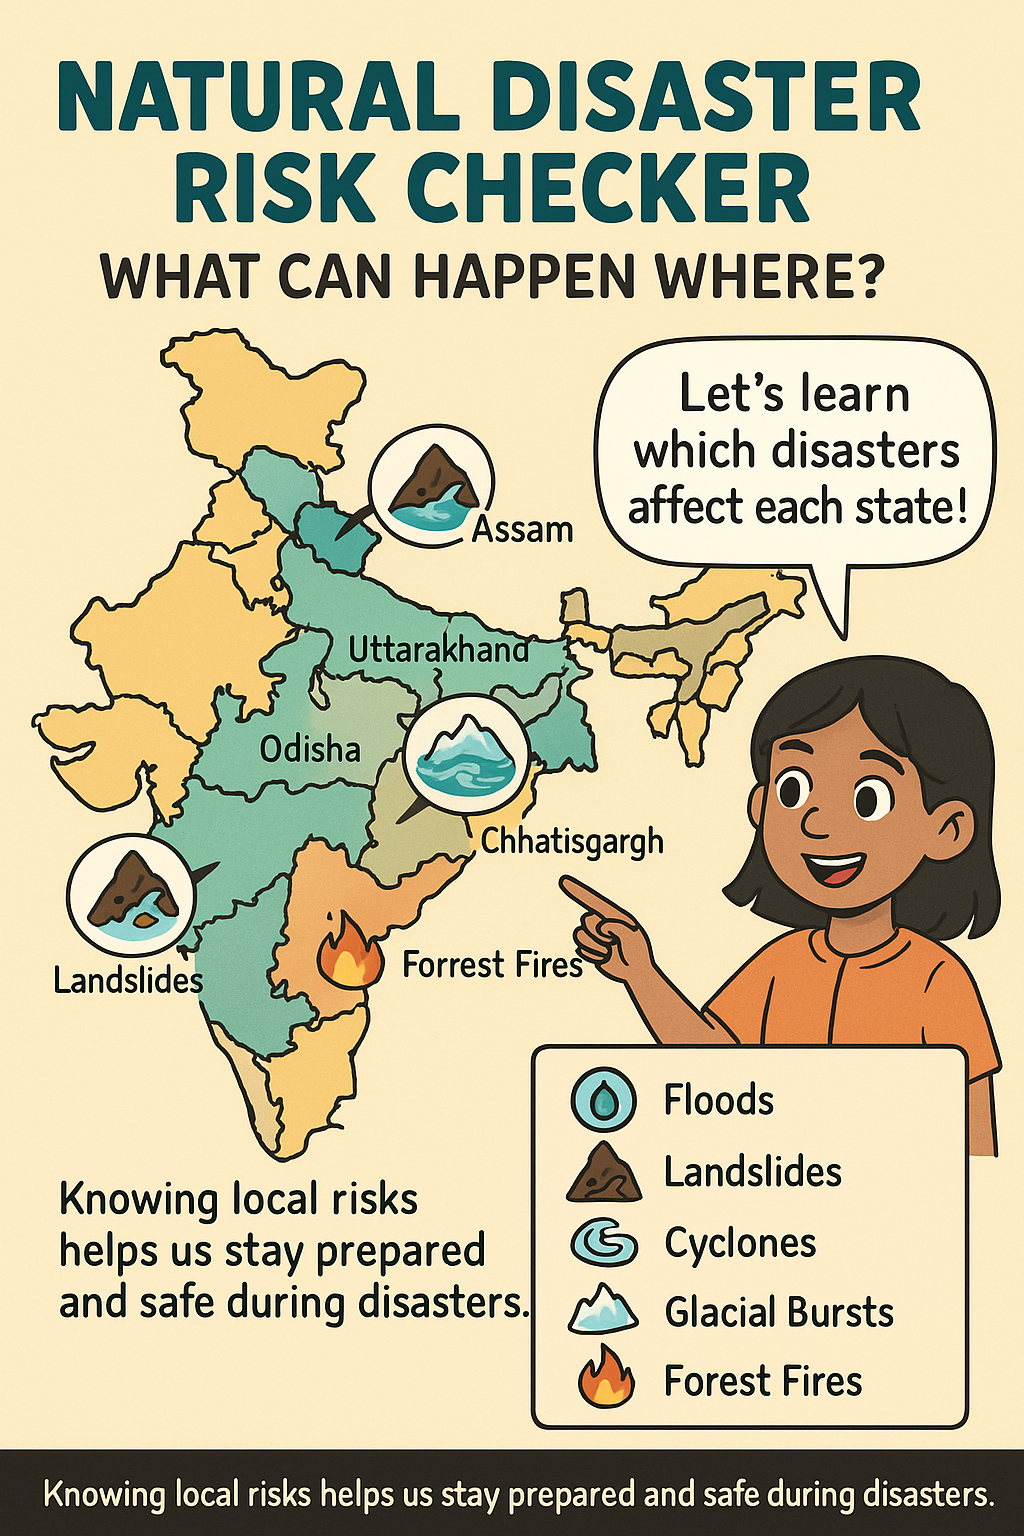 NATURAL DISASTER
RISK CHECKER
WHAT CAN HAPPEN WHERE?
Let's learn
which disasters
affect each state!
Assam
Uttarakhand
Odisha
Chhatisgargh
Landslides
Forrest Fires
Floods
Landslides
Cyclones
Glacial Bursts
Forest Fires
Knowing local risks
helps us stay prepared
and safe during disasters.
Knowing local risks helps us stay prepared and safe during disasters.